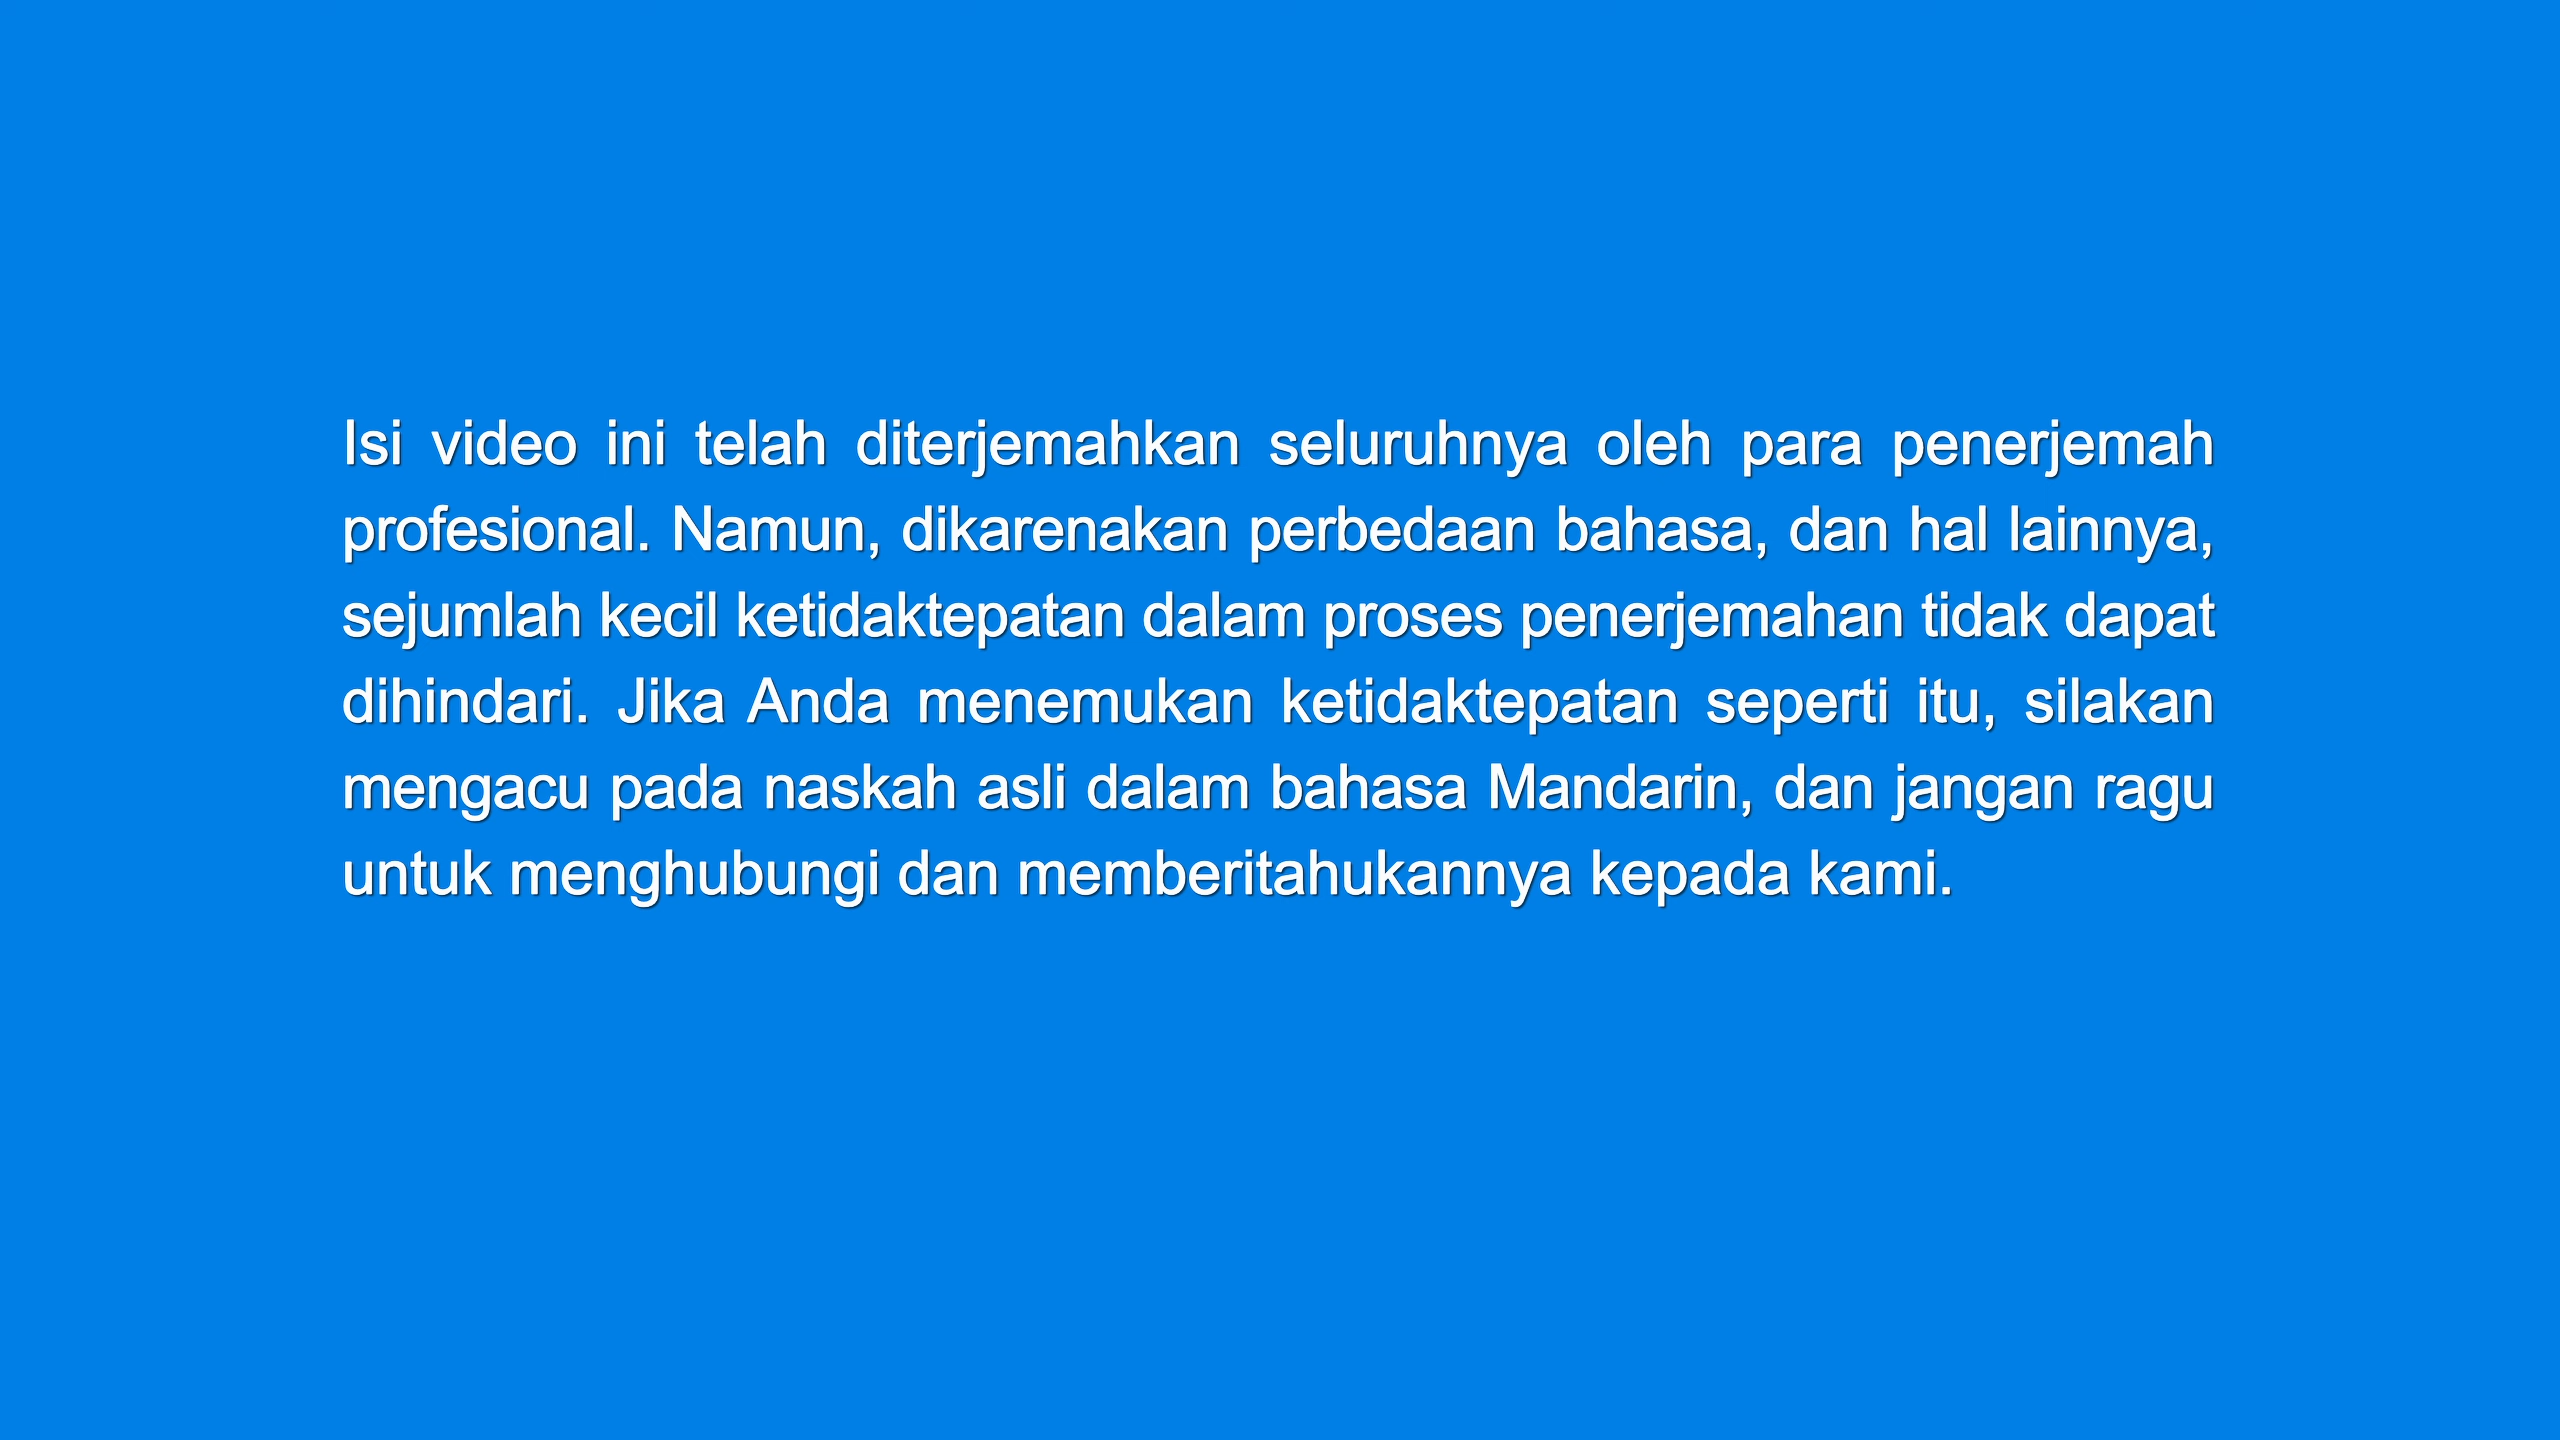 Isi video ini telah diterjemahkan seluruhnya oleh para penerjemah
profesional. Namun, dikarenakan perbedaan bahasa, dan hal lainnya,
sejumlah kecil ketidaktepatan dalam proses penerjemahan tidak dapat
dihindari. Jika Anda menemukan ketidaktepatan seperti itu, silakan
mengacu pada naskah asli dalam bahasa Mandarin, dan jangan ragu
untuk menghubungi dan memberitahukannya kepada kami.